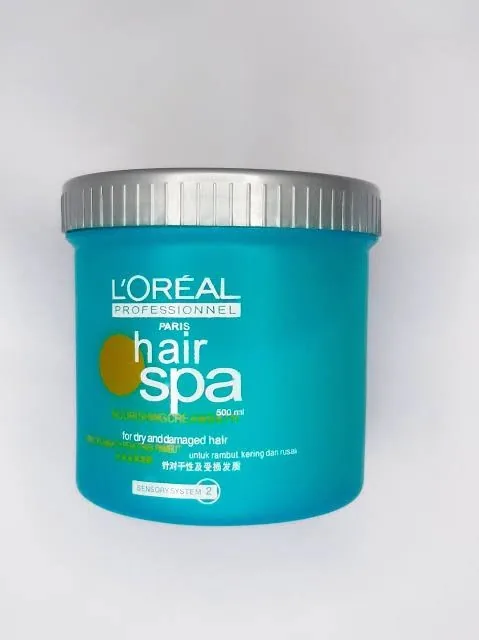 L'ORÉAL
PROFESSIONNEL
PARIS
hair
spa
500 ml
NOURISHING
for dry and damaged hair
untuk rambut kering dan rusak
针对干性及受损发质
SENSORY SYSTEM 2